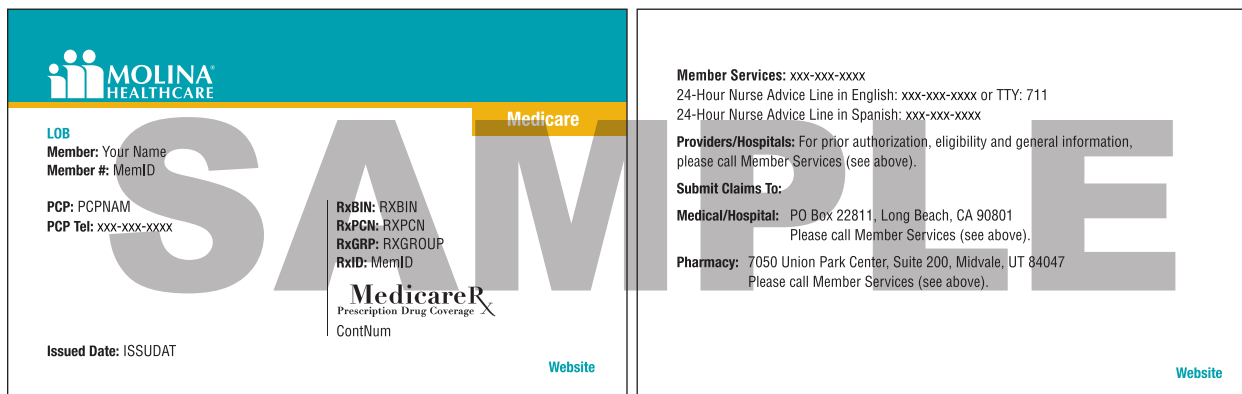 MOLINA®
HEALTHCARE
Medicare
LOB
Member: Your Name
Member #: MemID
PCP: PCPNAM
PCP Tel: xxx-xxx-xxxx
RxBIN: RXBIN
RxPCN: RXPCN
RxGRP: RXGROUP
RxID: MemID
MedicareRx
Prescription Drug Coverage
ContNum
Issued Date: ISSUDAT
Website
Member Services: xxx-xxx-xxxx
24-Hour Nurse Advice Line in English: xxx-xxx-xxxx or TTY: 711
24-Hour Nurse Advice Line in Spanish: xxx-xxx-xxxx
Providers/Hospitals: For prior authorization, eligibility and general information,
please call Member Services (see above).
Submit Claims To:
Medical/Hospital: PO Box 22811, Long Beach, CA 90801
Please call Member Services (see above).
Pharmacy: 7050 Union Park Center, Suite 200, Midvale, UT 84047
Please call Member Services (see above).
Website
SAMPLE